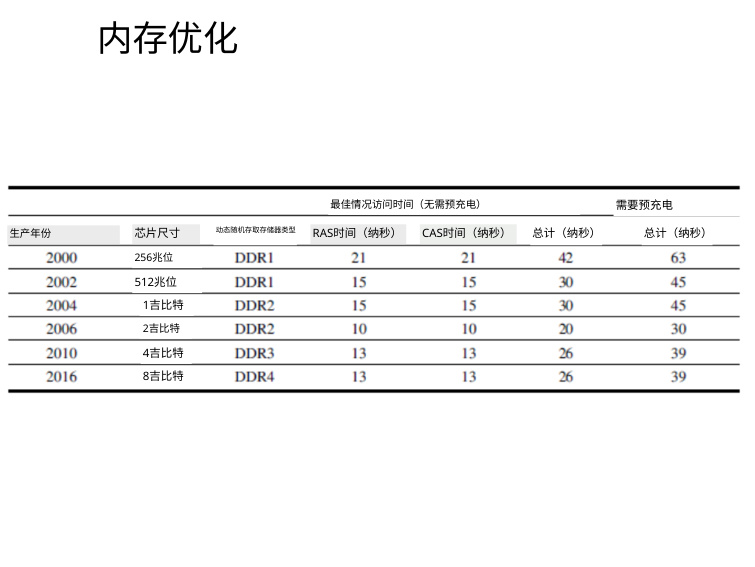 内存优化
最佳情况访问时间（无需预充电） 需要预充电
生产年份 芯片尺寸 动态随机存取存储器类型 RAS时间（纳秒） CAS时间（纳秒） 总计（纳秒） 总计（纳秒）
2000 256兆位 DDR1 21 21 42 63
2002 512兆位 DDR1 15 15 30 45
2004 1吉比特 DDR2 15 15 30 45
2006 2吉比特 DDR2 10 10 20 30
2010 4吉比特 DDR3 13 13 26 39
2016 8吉比特 DDR4 13 13 26 39